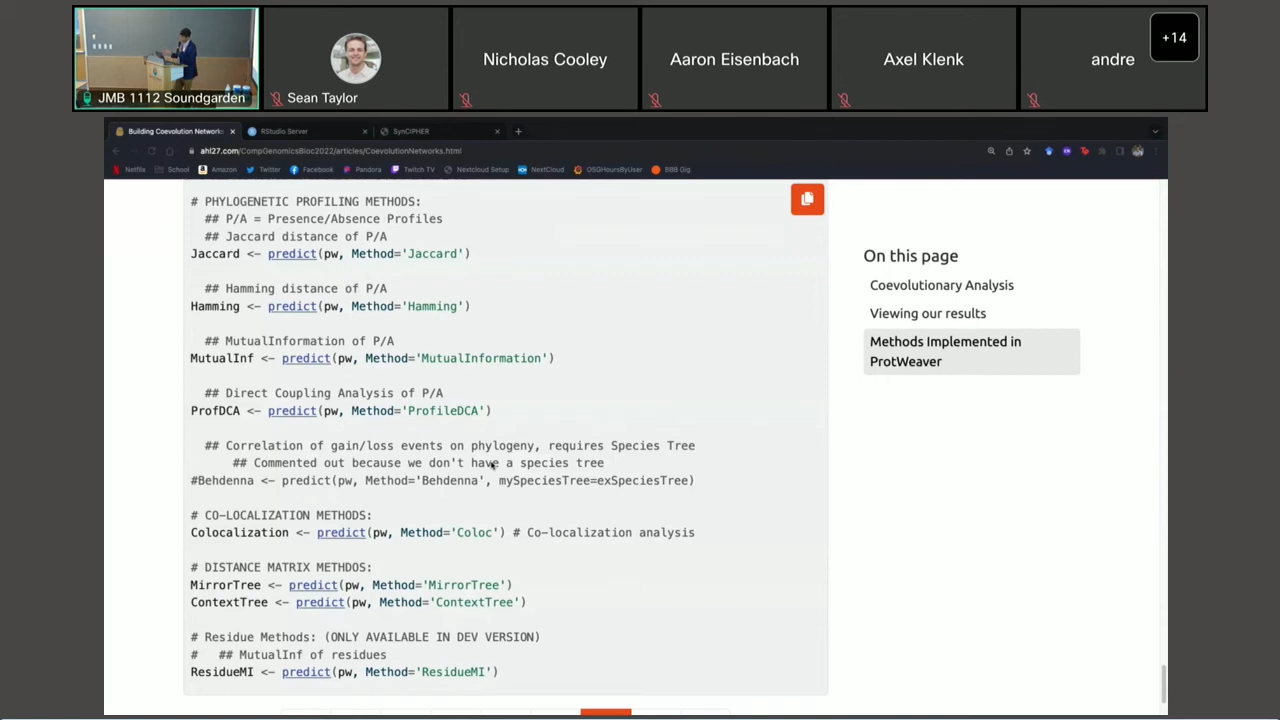 +14
Nicholas Cooley
Aaron Eisenbach
Axel Klenk
andre
JMB 1112 Soundgarden
Sean Taylor
Building Coevolution Networks
RStudio Server
SynCIPHER
ahl27.com/CompGenomicsBioc2022/articles/CoevolutionNetworks.html
Netflix School Amazon Twitter Facebook Pandora Twitch TV Nextcloud Setup NextCloud OSGHoursByUser BBB Gig
# PHYLOGENETIC PROFILING METHODS:
## P/A = Presence/Absence Profiles
## Jaccard distance of P/A
Jaccard <- predict(pw, Method='Jaccard')
## Hamming distance of P/A
Hamming <- predict(pw, Method='Hamming')
## MutualInformation of P/A
MutualInf <- predict(pw, Method='MutualInformation')
## Direct Coupling Analysis of P/A
ProfDCA <- predict(pw, Method='ProfileDCA')
## Correlation of gain/loss events on phylogeny, requires Species Tree
## Commented out because we don't have a species tree
#Behdenna <- predict(pw, Method='Behdenna', mySpeciesTree=exSpeciesTree)
# CO-LOCALIZATION METHODS:
Colocalization <- predict(pw, Method='Coloc') # Co-localization analysis
# DISTANCE MATRIX METHDOS:
MirrorTree <- predict(pw, Method='MirrorTree')
ContextTree <- predict(pw, Method='ContextTree')
# Residue Methods: (ONLY AVAILABLE IN DEV VERSION)
# ## MutualInf of residues
ResidueMI <- predict(pw, Method='ResidueMI')
On this page
Coevolutionary Analysis
Viewing our results
Methods Implemented in
ProtWeaver